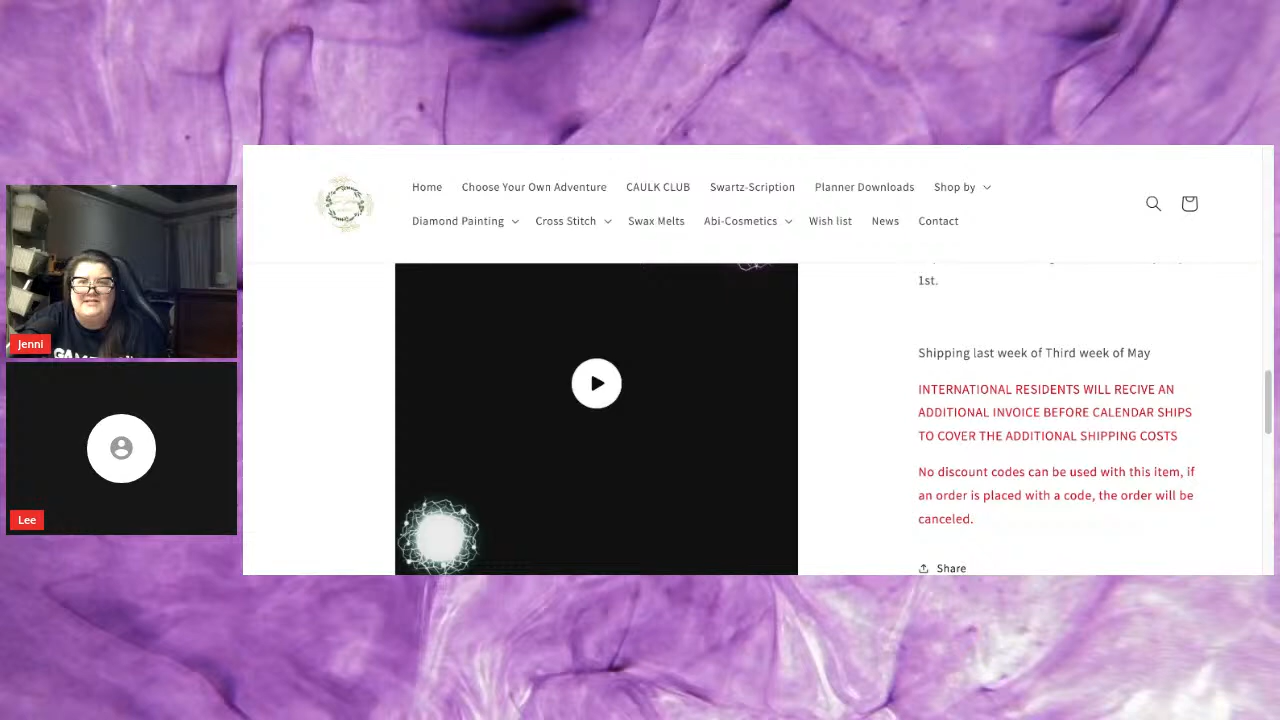 Home Choose Your Own Adventure CAULK CLUB Swartz-Scription Planner Downloads Shop by
Diamond Painting Cross Stitch Swax Melts Abi-Cosmetics Wish list News Contact
1st.
Shipping last week of Third week of May
INTERNATIONAL RESIDENTS WILL RECIVE AN
ADDITIONAL INVOICE BEFORE CALENDAR SHIPS
TO COVER THE ADDITIONAL SHIPPING COSTS
No discount codes can be used with this item, if
an order is placed with a code, the order will be
canceled.
Share
Jenni
Lee